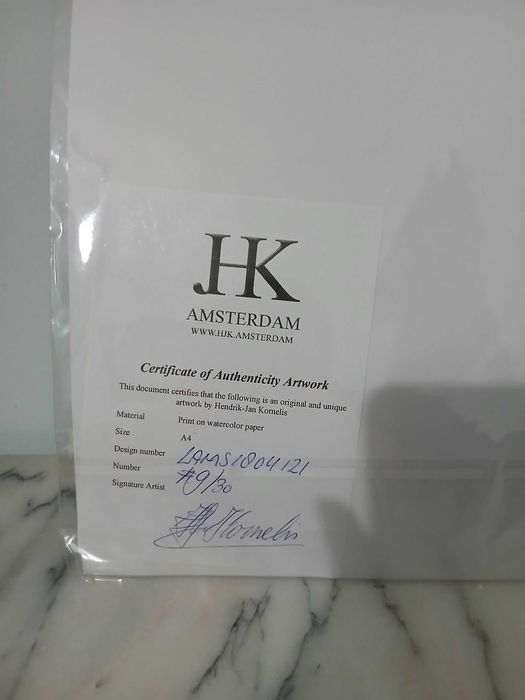 HJK
AMSTERDAM
WWW.HJK.AMSTERDAM
Certificate of Authenticity Artwork
This document certifies that the following is an original and unique
artwork by Hendrik-Jan Kornelis
Material Print on watercolor paper
Size A4
Design number LAMS1804121
Number #9/30
Signature Artist
HJKornelis